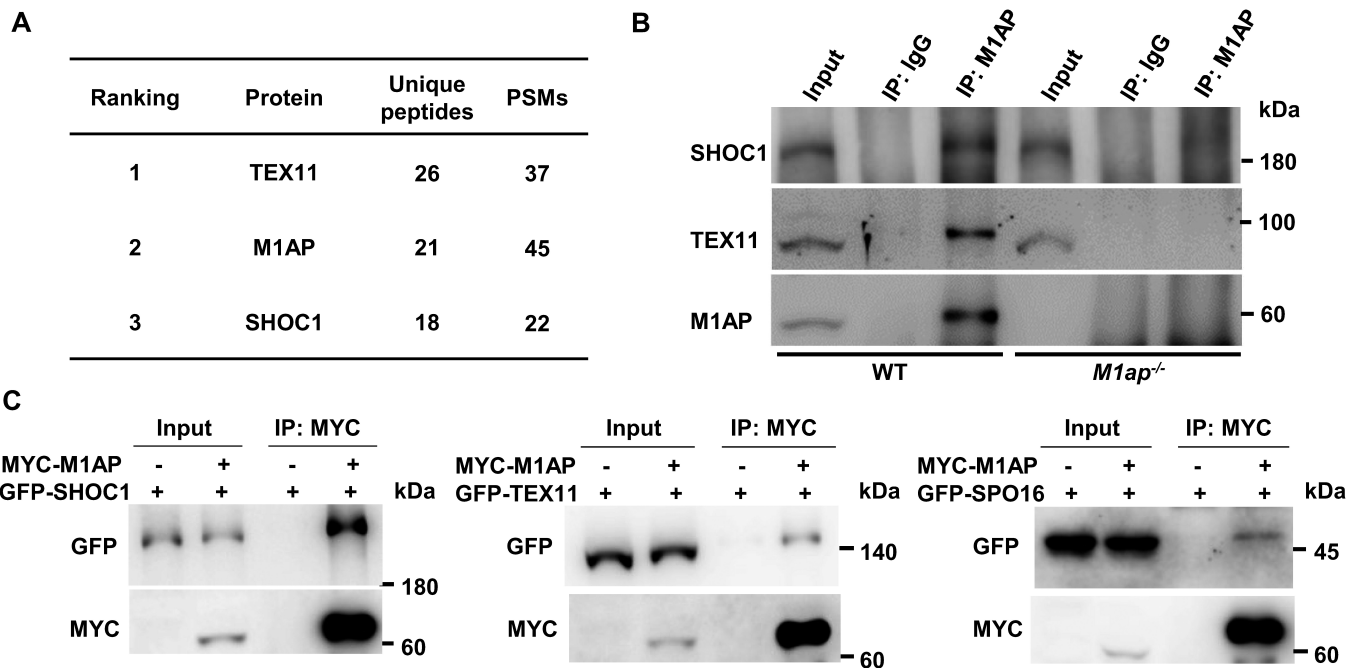 A
Ranking Protein Unique peptides PSMs
1 TEX11 26 37
2 M1AP 21 45
3 SHOC1 18 22
B
Input IP: IgG IP: M1AP Input IP: IgG IP: M1AP
kDa
SHOC1 180
TEX11 100
M1AP 60
WT M1ap-/-
C
Input IP: MYC
MYC-M1AP - + - +
GFP-SHOC1 + + + + kDa
GFP
180
MYC
60
Input IP: MYC
MYC-M1AP - + - +
GFP-TEX11 + + + + kDa
GFP 140
MYC
60
Input IP: MYC
MYC-M1AP - + - +
GFP-SPO16 + + + + kDa
GFP 45
MYC
60